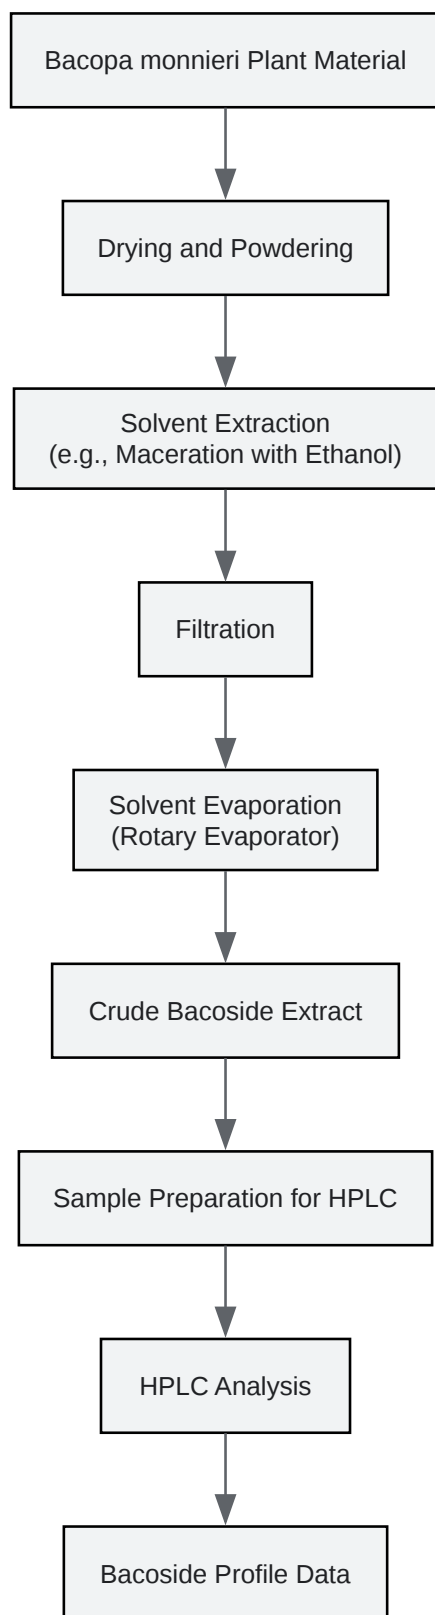 Bacopa monnieri Plant Material
Drying and Powdering
Solvent Extraction
(e.g., Maceration with Ethanol)
Filtration
Solvent Evaporation
(Rotary Evaporator)
Crude Bacoside Extract
Sample Preparation for HPLC
HPLC Analysis
Bacoside Profile Data